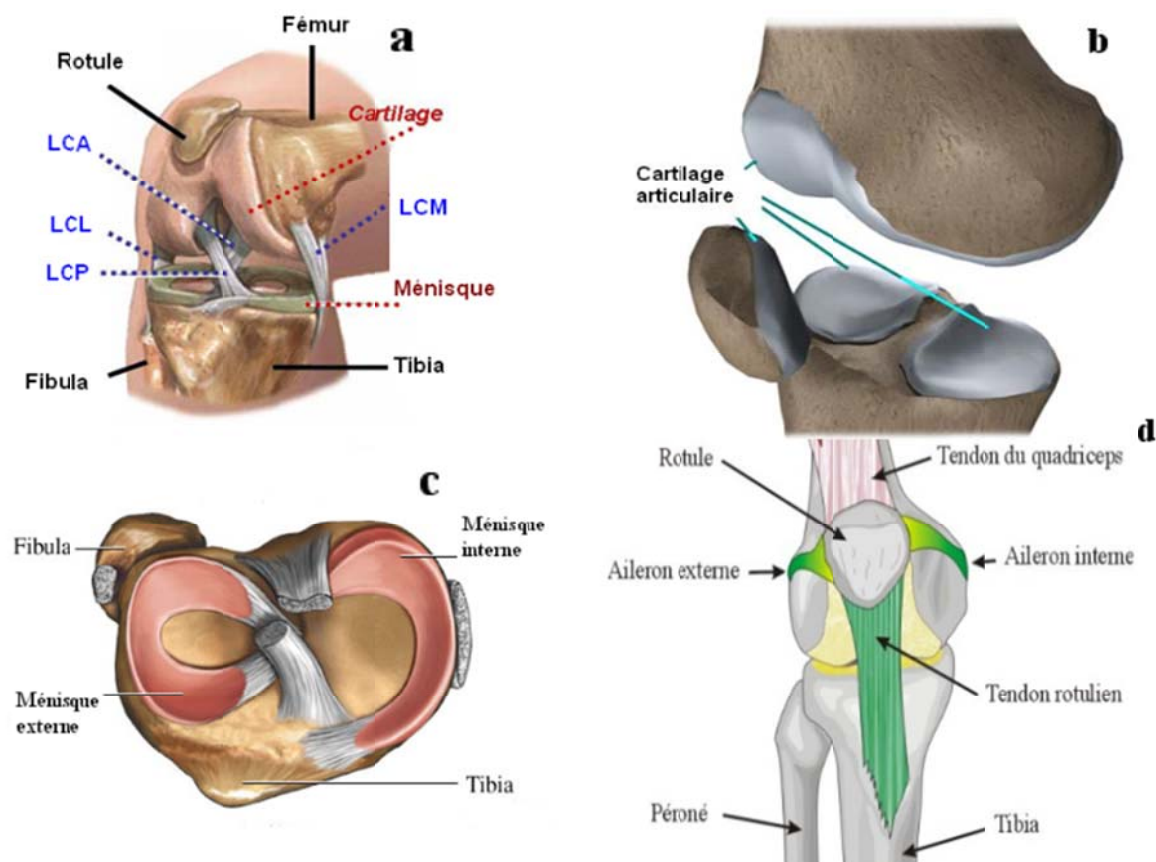 a
Fémur
Rotule
Cartilage
LCA
LCL
LCM
LCP
Ménisque
Fibula
Tibia
b
Cartilage
articulaire
c
Ménisque
interne
Fibula
Ménisque
externe
Tibia
d
Rotule
Tendon du quadriceps
Aileron externe
Aileron interne
Tendon rotulien
Péroné
Tibia